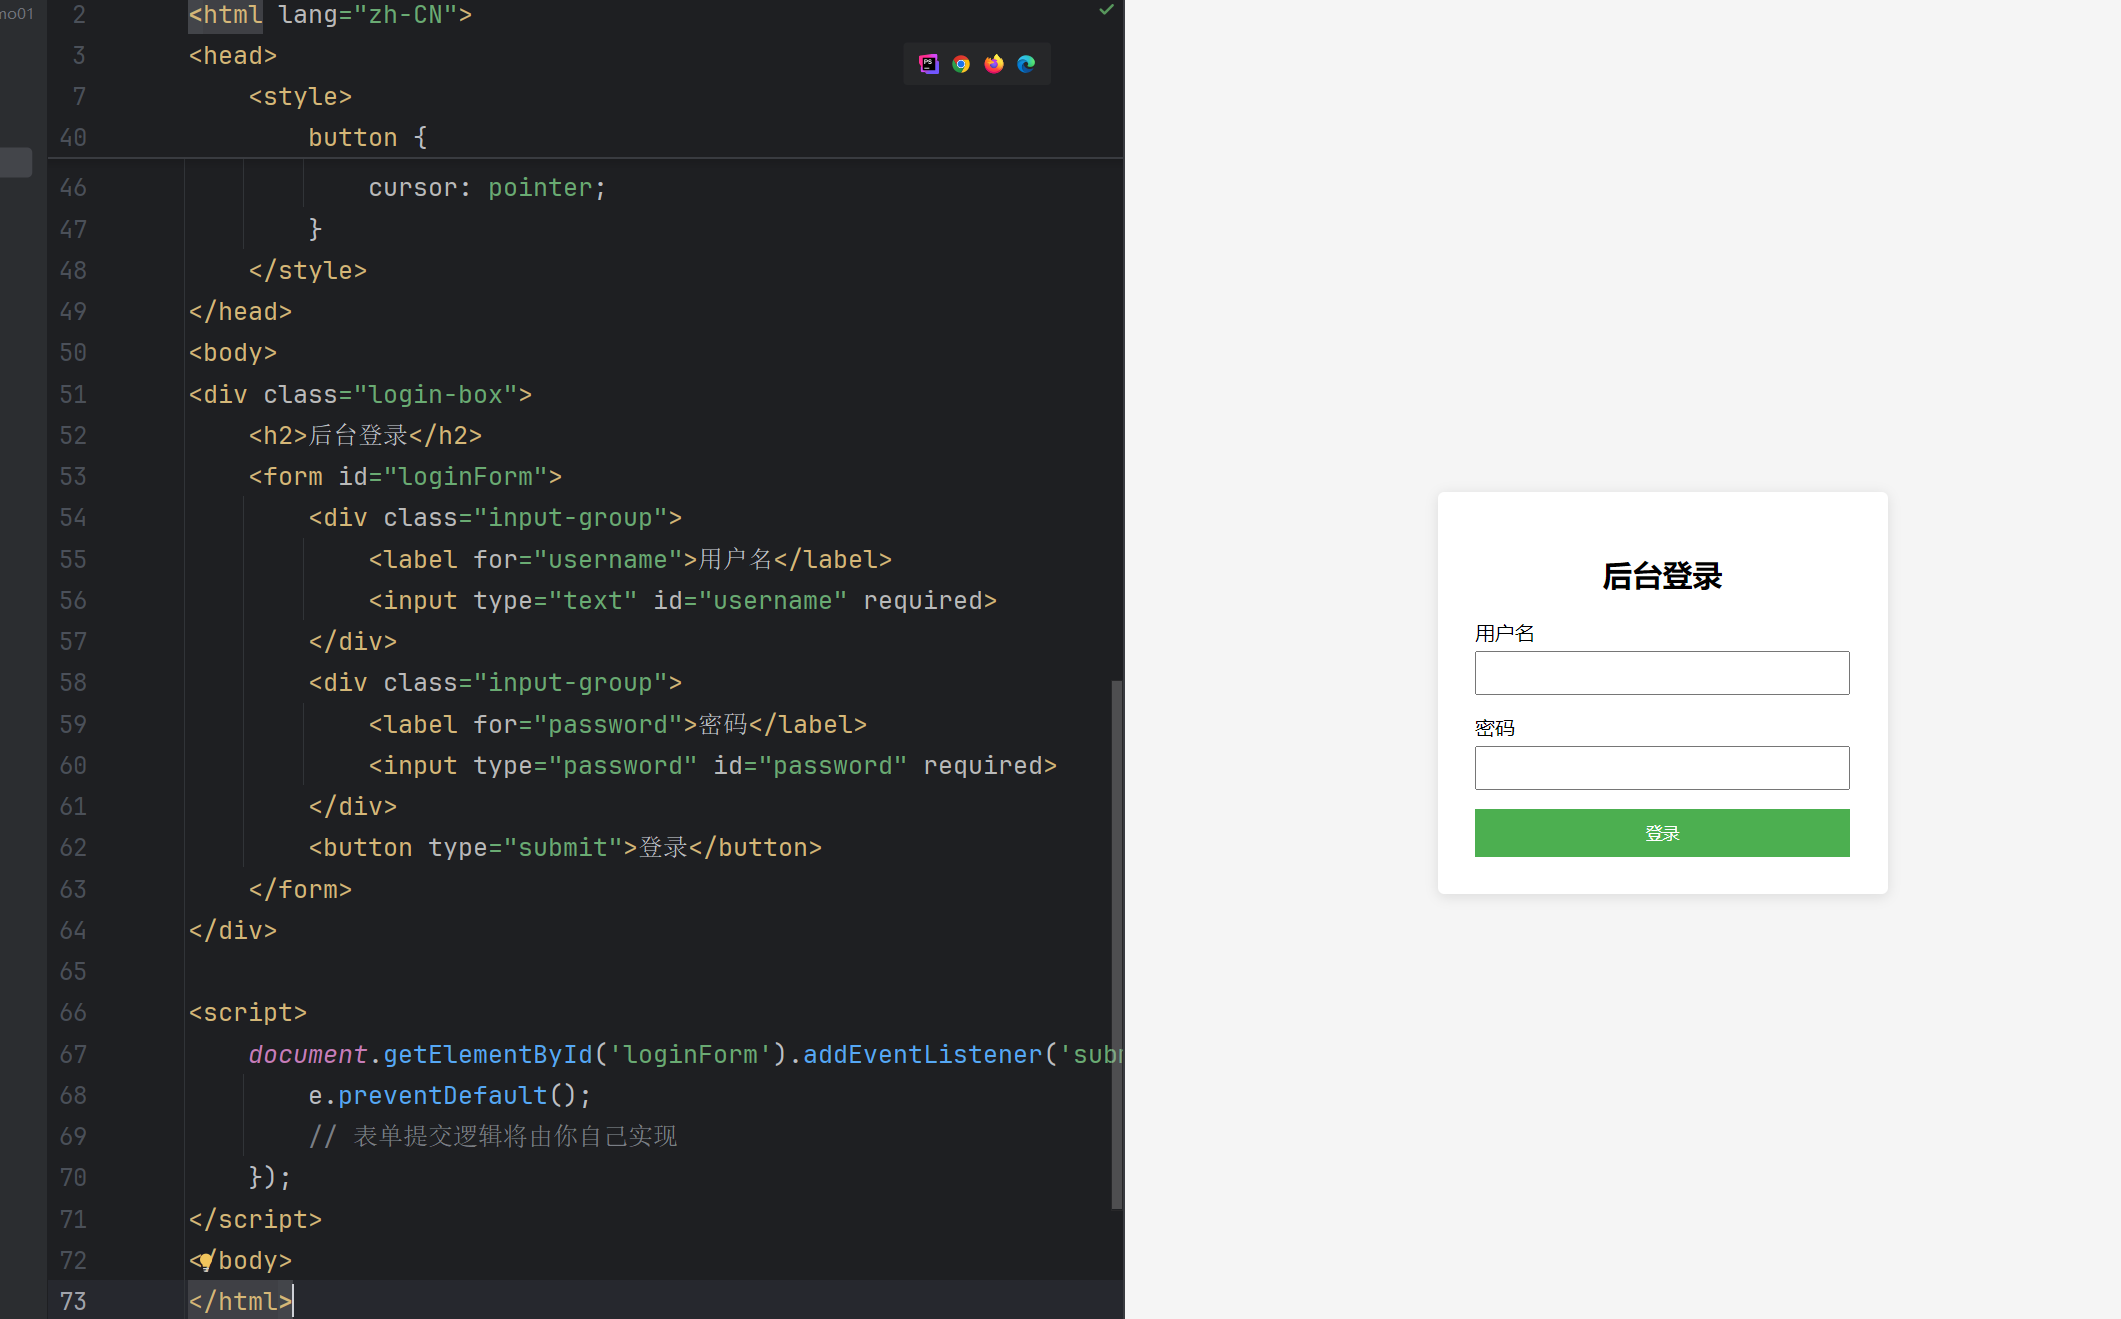 mo01
2 <html lang="zh-CN">
3 <head>
7 <style>
40 button {
46 cursor: pointer;
47 }
48 </style>
49 </head>
50 <body>
51 <div class="login-box">
52 <h2>后台登录</h2>
53 <form id="loginForm">
54 <div class="input-group">
55 <label for="username">用户名</label>
56 <input type="text" id="username" required>
57 </div>
58 <div class="input-group">
59 <label for="password">密码</label>
60 <input type="password" id="password" required>
61 </div>
62 <button type="submit">登录</button>
63 </form>
64 </div>
65
66 <script>
67 document.getElementById('loginForm').addEventListener('subm
68 e.preventDefault();
69 // 表单提交逻辑将由你自己实现
70 });
71 </script>
72 </body>
73 </html>
PS
后台登录
用户名
密码
登录